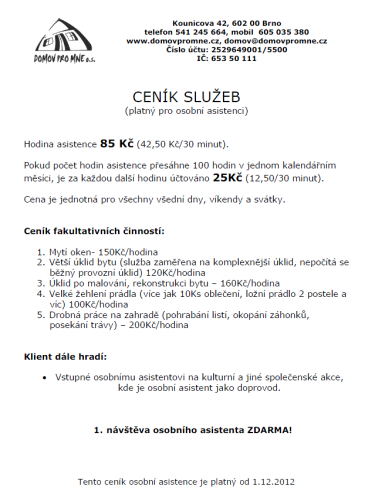 Kounicova 42, 602 00 Brno
telefon 541 245 664, mobil 605 035 380
www.domovpromne.cz, domov@domovpromne.cz
Číslo účtu: 2529649001/5500
IČ: 653 50 111
DOMOV PRO MNE o.s.
CENÍK SLUŽEB
(platný pro osobní asistenci)
Hodina asistence 85 Kč (42,50 Kč/30 minut).
Pokud počet hodin asistence přesáhne 100 hodin v jednom kalendářním
měsíci, je za každou další hodinu účtováno 25Kč (12,50/30 minut).
Cena je jednotná pro všechny všední dny, víkendy a svátky.
Ceník fakultativních činností:
1. Mytí oken- 150Kč/hodina
2. Větší úklid bytu (služba zaměřena na komplexnější úklid, nepočítá se
běžný provozní úklid) 120Kč/hodina
3. Úklid po malování, rekonstrukci bytu – 160Kč/hodina
4. Velké žehlení prádla (více jak 10Ks oblečení, ložní prádlo 2 postele a
víc) 100Kč/hodina
5. Drobná práce na zahradě (pohrabání listí, okopání záhonků,
posekání trávy) – 200Kč/hodina
Klient dále hradí:
• Vstupné osobnímu asistentovi na kulturní a jiné společenské akce,
kde je osobní asistent jako doprovod.
1. návštěva osobního asistenta ZDARMA!
Tento ceník osobní asistence je platný od 1.12.2012